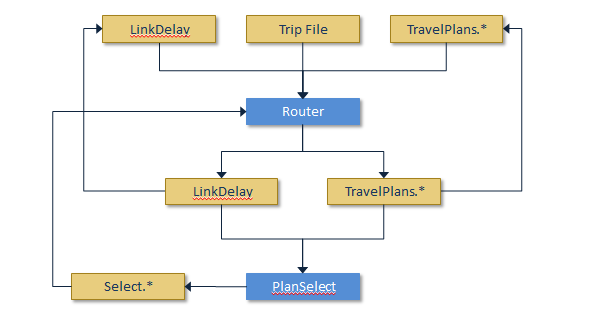 LinkDelay
Trip File
TravelPlans.*
Router
LinkDelay
TravelPlans.*
Select.*
PlanSelect